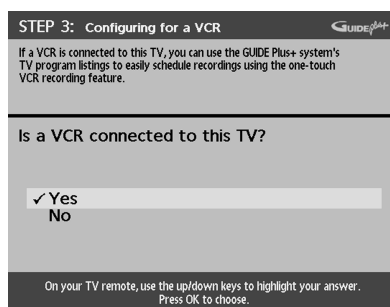 STEP 3: Configuring for a VCR
GUIDE plus+
If a VCR is connected to this TV, you can use the GUIDE Plus+ system's
TV program listings to easily schedule recordings using the one-touch
VCR recording feature.
Is a VCR connected to this TV?
✓ Yes
No
On your TV remote, use the up/down keys to highlight your answer.
Press OK to choose.